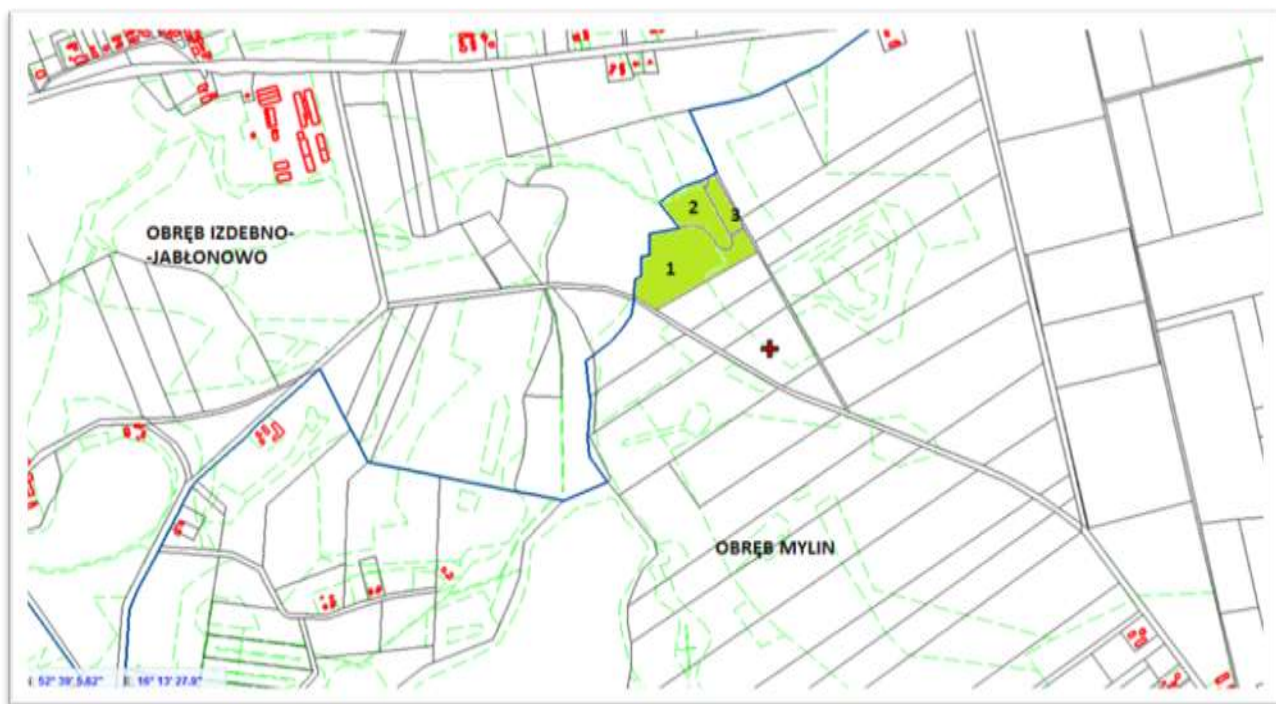 OBRĘB IZDEBNO-
-JABŁONOWO
2
3
1
OBRĘB MYLIN
52° 39' 5.62" E: 16° 13' 27.9"